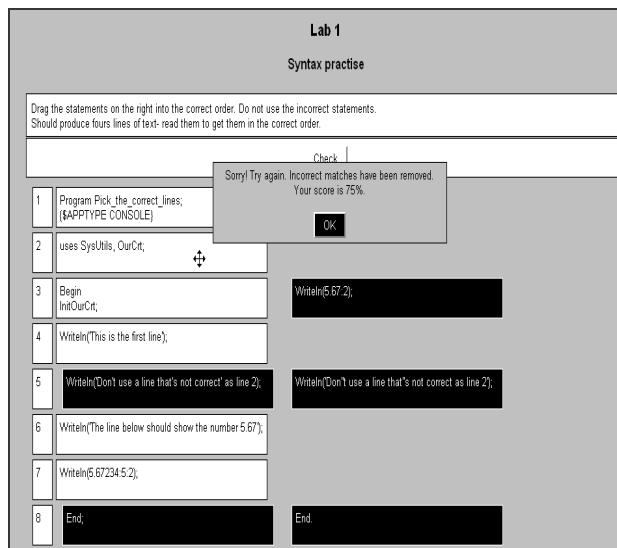 Lab 1
Syntax practise
Drag the statements on the right into the correct order. Do not use the incorrect statements.
Should produce fours lines of text- read them to get them in the correct order.
Check
Sorry! Try again. Incorrect matches have been removed.
Your score is 75%.
OK
1 Program Pick_the_correct_lines;
{$APPTYPE CONSOLE}
2 uses SysUtils, OurCrt;
3 Begin
InitOurCrt;
Writeln(5.67:2);
4 Writeln('This is the first line');
5 Writeln('Don't use a line that's not correct' as line 2);
Writeln('Don''t use a line that''s not correct as line 2');
6 Writeln('The line below should show the number 5.67');
7 Writeln(5.67234:5:2);
8 End;
End.